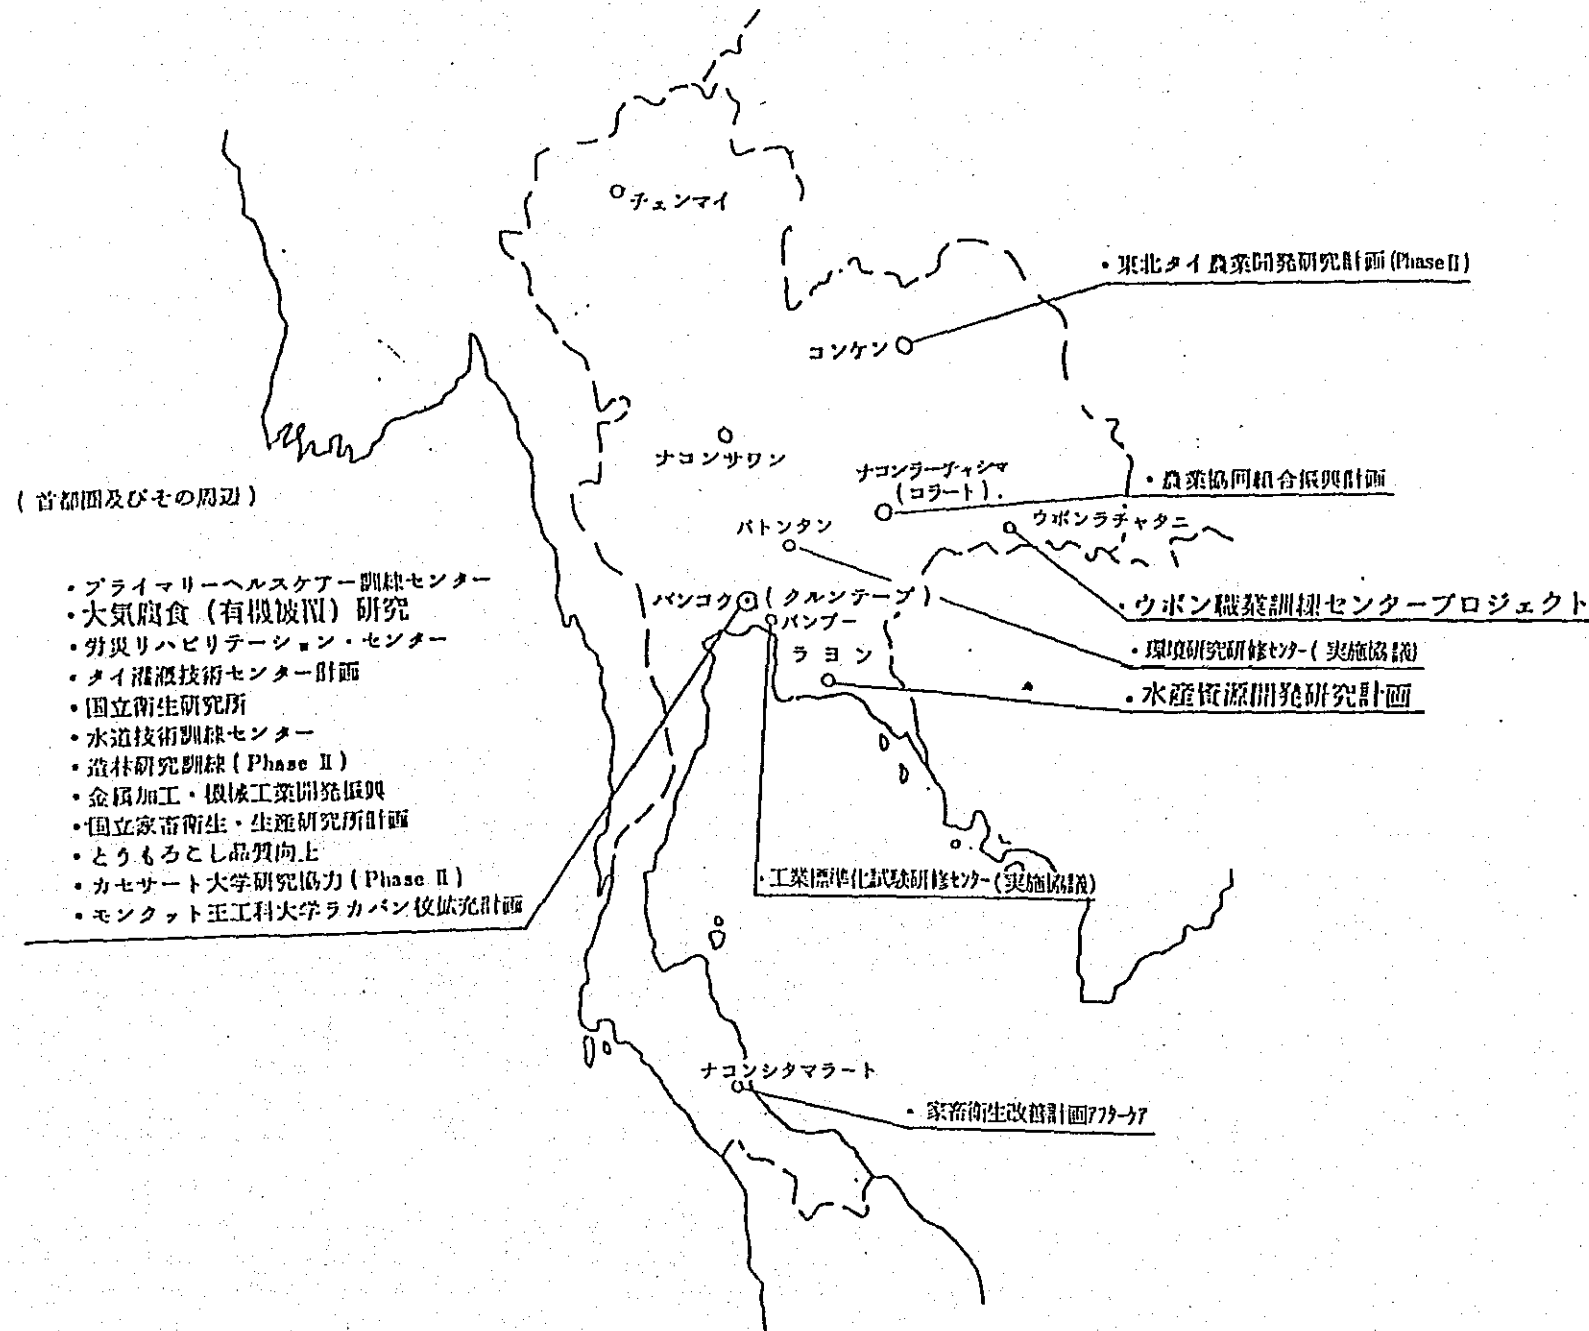 チェンマイ
・東北タイ農業開発研究計画(Phase II)
コンケン
ナコンサワン
ナコンラーチャシマ
(コラート).
・農業協同組合振興計画
(首都圏及びその周辺)
パトンタン
ウボンラチャタニ
・プライマリーヘルスケアー訓練センター
・大気腐食(有機被覆)研究
・労災リハビリテーション・センター
・タイ灌漑技術センター計画
・国立衛生研究所
・水道技術訓練センター
・造林研究訓練(Phase II)
・金属加工・機械工業開発振興
・国立家畜衛生・生産研究所計画
・とうもろこし品質向上
・カセサート大学研究協力(Phase II)
・モンクット王工科大学ラカバン校拡充計画
バンコク(クルンテープ)
バンプー
ラヨン
・ウボン職業訓練センタープロジェクト
・環境研究研修センター(実施協議)
・水産資源開発研究計画
・工業標準化試験研修センター(実施協議)
ナコンシタマラート
・家畜衛生改善計画アフターケア